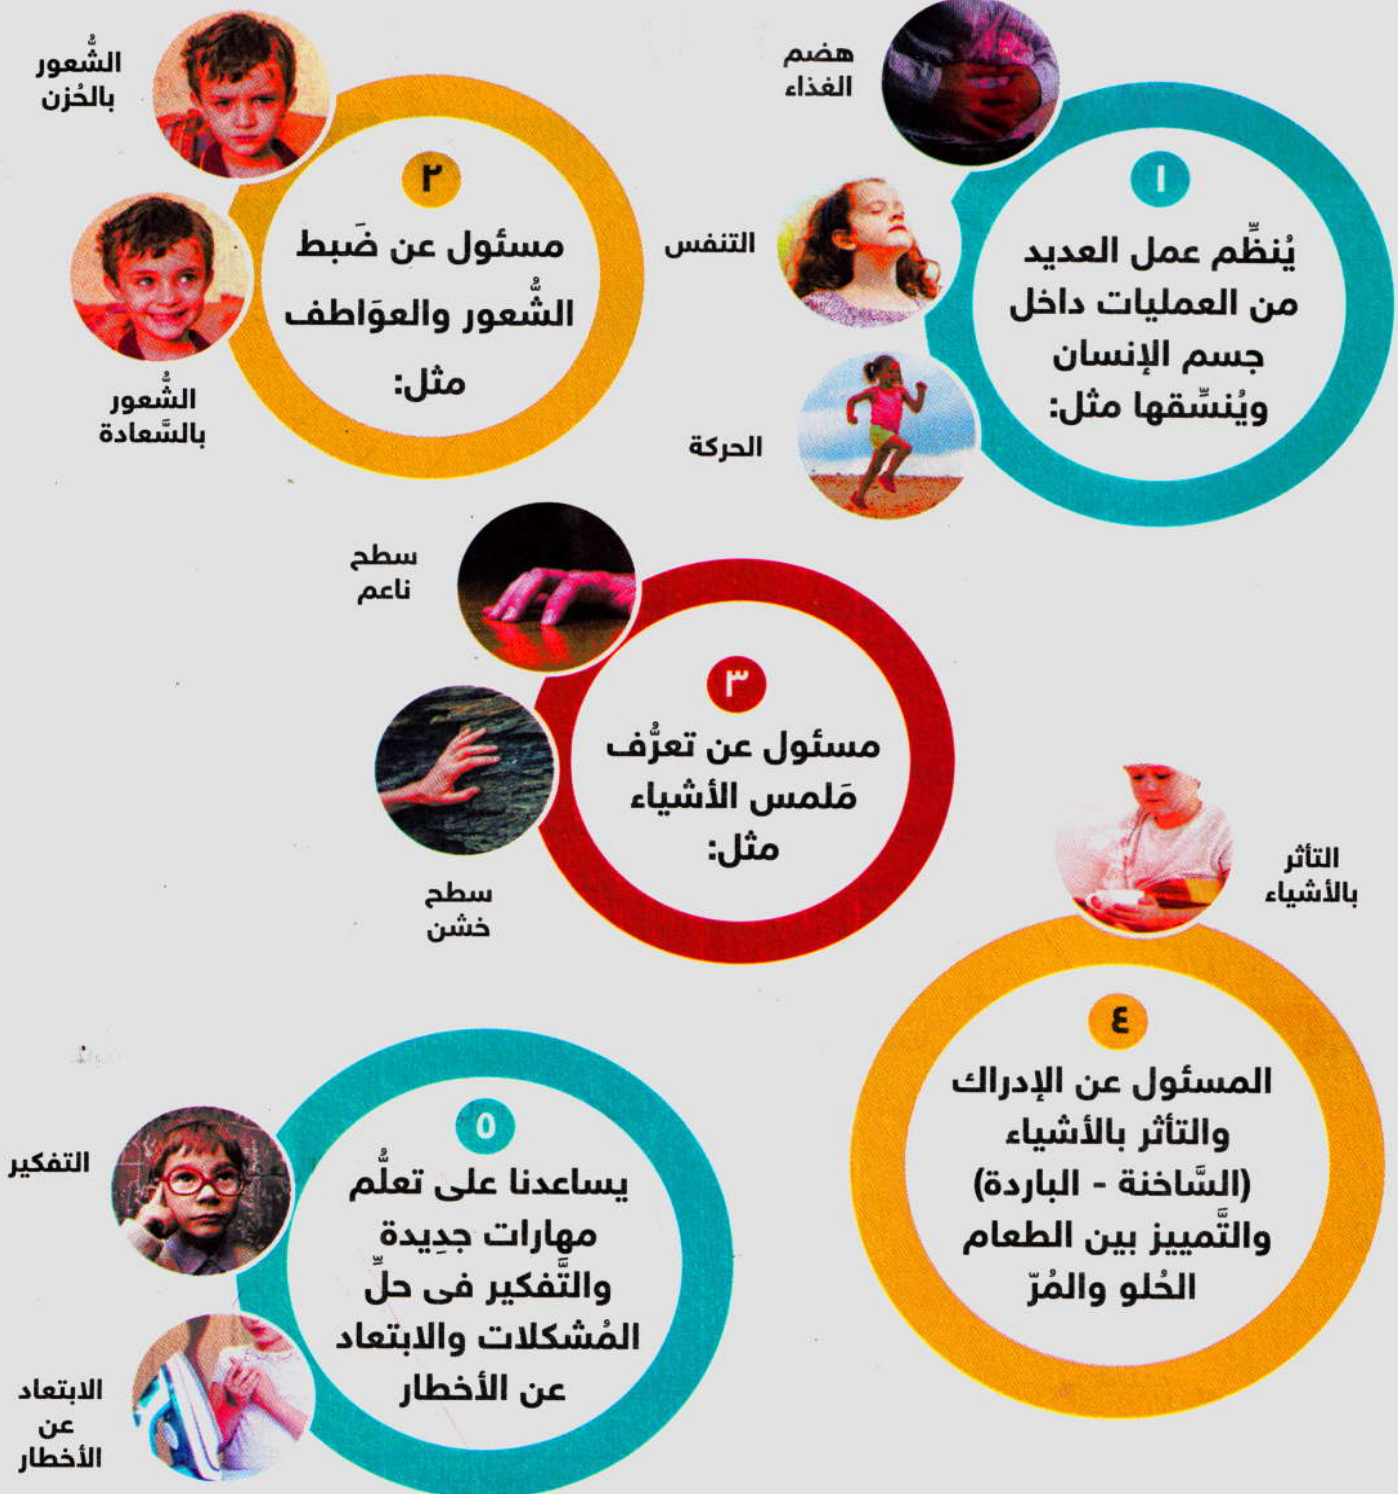 هضم
الغذاء
التنفس
الحركة
١
يُنظِّم عمل العديد
من العمليات داخل
جسم الإنسان
ويُنسِّقها مثل:
الشُّعور
بالحُزن
الشُّعور
بالسَّعادة
٢
مسئول عن ضَبط
الشُّعور والعوَاطف
مثل:
سطح
ناعم
سطح
خشن
٣
مسئول عن تعرُّف
مَلمس الأشياء
مثل:
التأثر
بالأشياء
٤
المسئول عن الإدراك
والتأثر بالأشياء
(السَّاخنة - الباردة)
والتَّمييز بين الطعام
الحُلو والمُرّ
التفكير
الابتعاد
عن
الأخطار
٥
يساعدنا على تعلُّم
مهارات جدِيدة
والتَّفكير فى حلِّ
المُشكلات والابتعاد
عن الأخطار